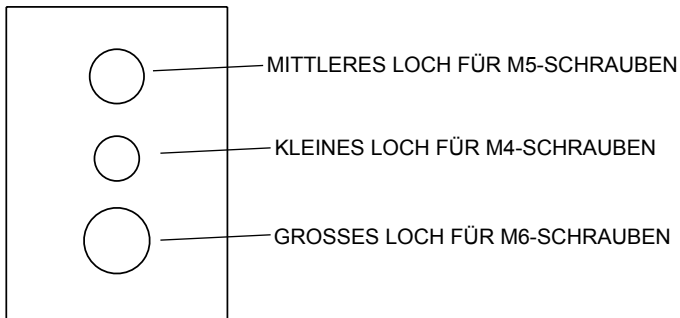 MITTLERES LOCH FÜR M5-SCHRAUBEN
KLEINES LOCH FÜR M4-SCHRAUBEN
GROSSES LOCH FÜR M6-SCHRAUBEN